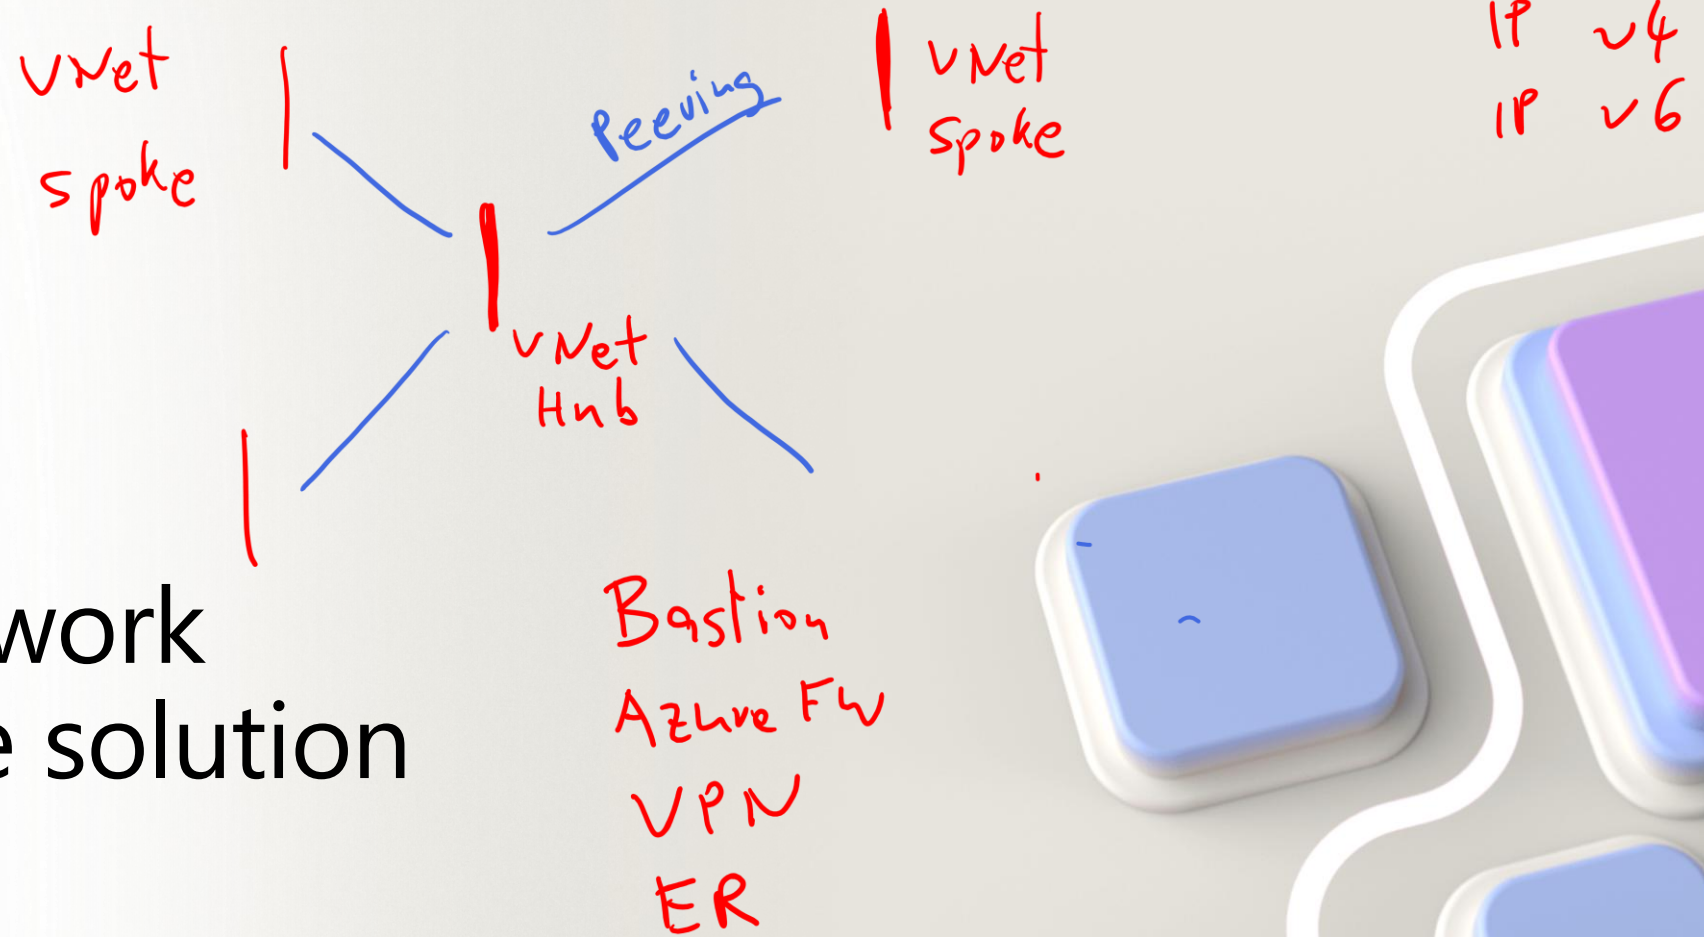 VNet
spoke
Peering
VNet
Spoke
IP v4
IP v6
VNet
Hub
work
e solution
Bastion
Azure FW
VPN
ER